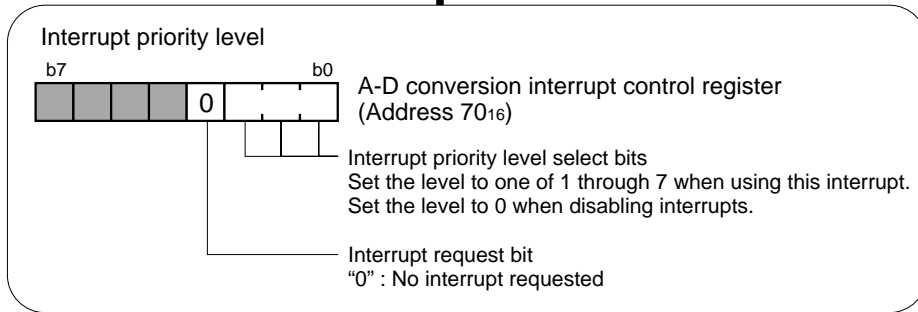 Interrupt priority level
b7 b0
0
A-D conversion interrupt control register
(Address 7016)
Interrupt priority level select bits
Set the level to one of 1 through 7 when using this interrupt.
Set the level to 0 when disabling interrupts.
Interrupt request bit
“0” : No interrupt requested